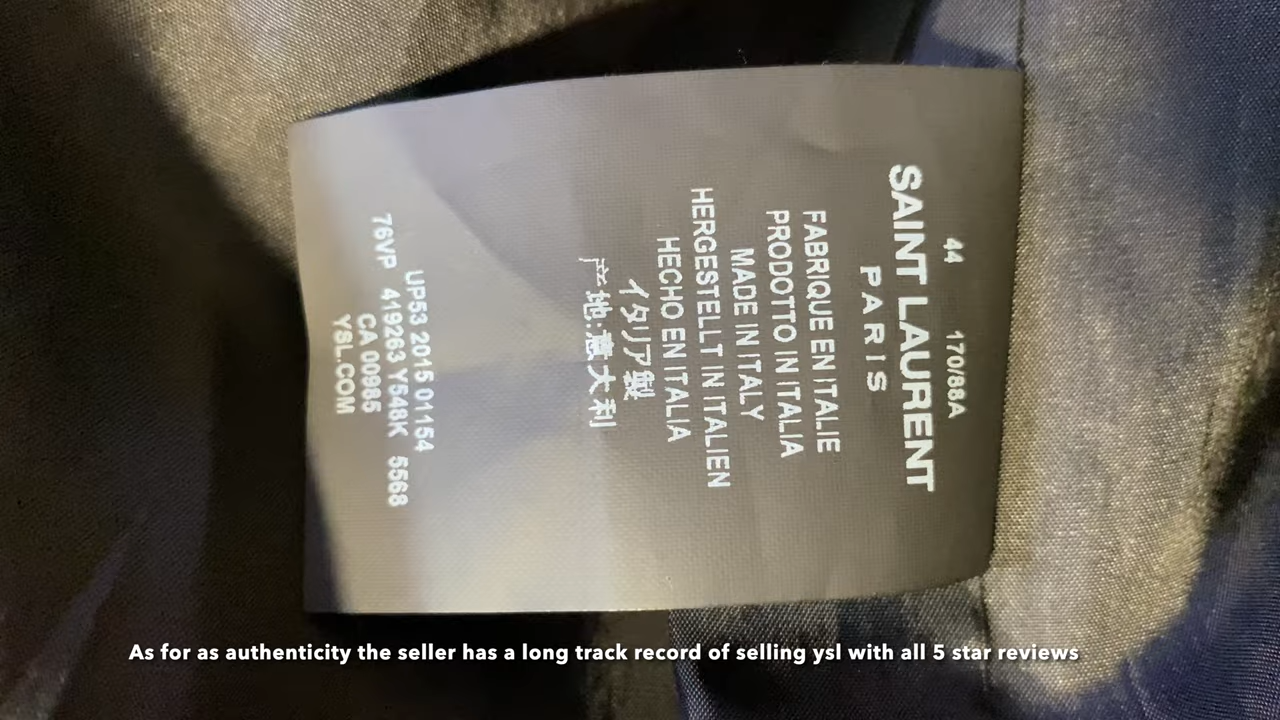 44 170/88A
SAINT LAURENT
PARIS
FABRIQUE EN ITALIE
PRODOTTO IN ITALIA
MADE IN ITALY
HERGESTELLT IN ITALIEN
HECHO EN ITALIA
イタリア製
产地:意大利
UP53 2015 01154
76VP 419263 Y548K 5568
CA 00985
YSL.COM
As for as authenticity the seller has a long track record of selling ysl with all 5 star reviews